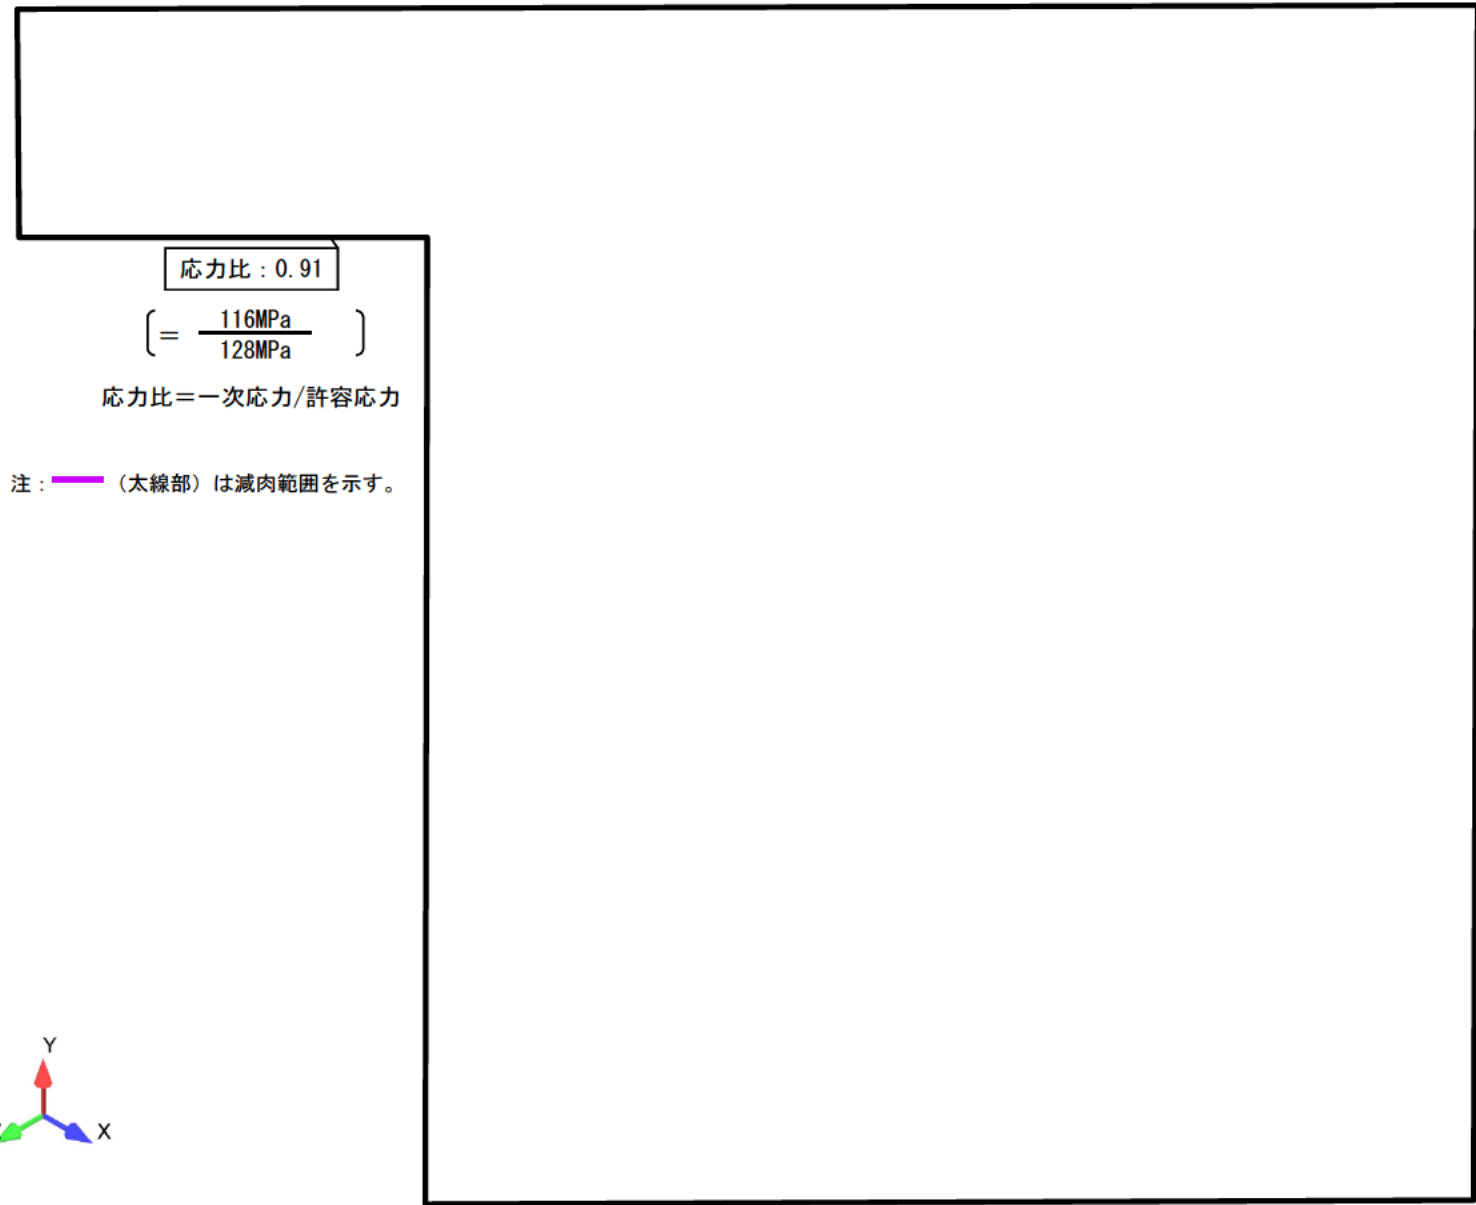 応力比：0.91
〔＝ 116MPa
128MPa 〕
応力比＝一次応力/許容応力
注： （太線部）は減肉範囲を示す。
Y
X